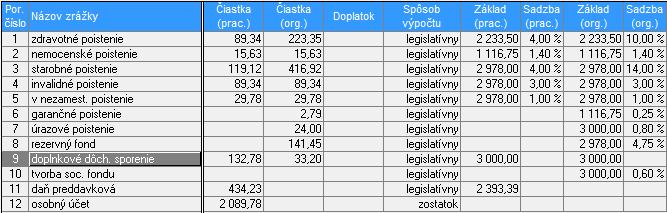 Por. číslo Názov zrážky Čiastka (prac.) Čiastka (org.) Doplatok Spôsob výpočtu Základ (prac.) Sadzba (prac.) Základ (org.) Sadzba (org.)
1 zdravotné poistenie 89,34 223,35 legislatívny 2 233,50 4,00 % 2 233,50 10,00 %
2 nemocenské poistenie 15,63 15,63 legislatívny 1 116,75 1,40 % 1 116,75 1,40 %
3 starobné poistenie 119,12 416,92 legislatívny 2 978,00 4,00 % 2 978,00 14,00 %
4 invalidné poistenie 89,34 89,34 legislatívny 2 978,00 3,00 % 2 978,00 3,00 %
5 v nezamest. poistenie 29,78 29,78 legislatívny 2 978,00 1,00 % 2 978,00 1,00 %
6 garančné poistenie 2,79 legislatívny 1 116,75 0,25 %
7 úrazové poistenie 24,00 legislatívny 3 000,00 0,80 %
8 rezervný fond 141,45 legislatívny 2 978,00 4,75 %
9 doplnkové dôch. sporenie 132,78 33,20 legislatívny 3 000,00 3 000,00
10 tvorba soc. fondu legislatívny 3 000,00 0,60 %
11 daň preddavková 434,23 legislatívny 2 393,39
12 osobný účet 2 089,78 zostatok